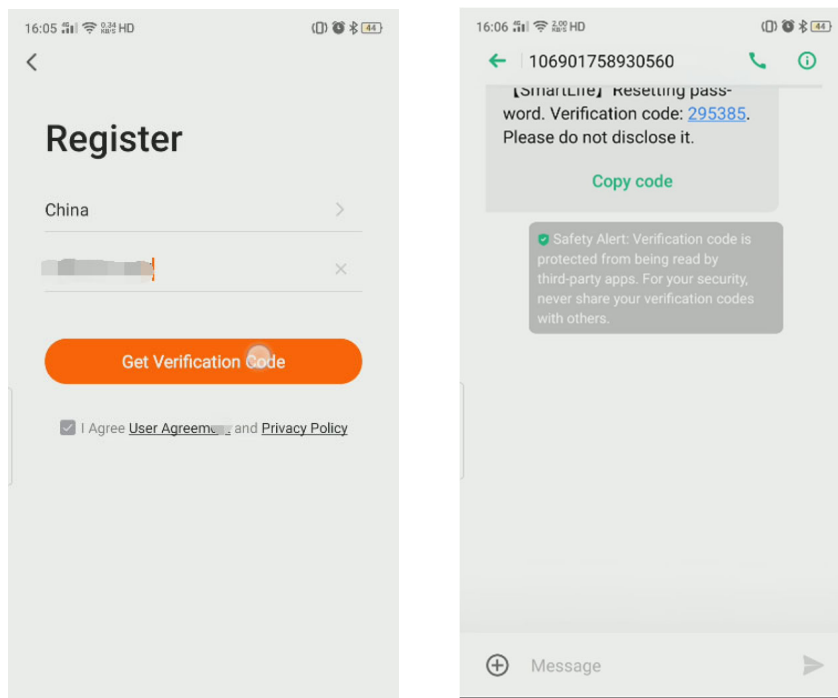 16:05 HD 44
Register
China
Get Verification Code
I Agree User Agreement and Privacy Policy
16:06 HD 44
106901758930560
【SmartLife】Resetting pass-
word. Verification code: 295385.
Please do not disclose it.
Copy code
Safety Alert: Verification code is
protected from being read by
third-party apps. For your security,
never share your verification codes
with others.
Message